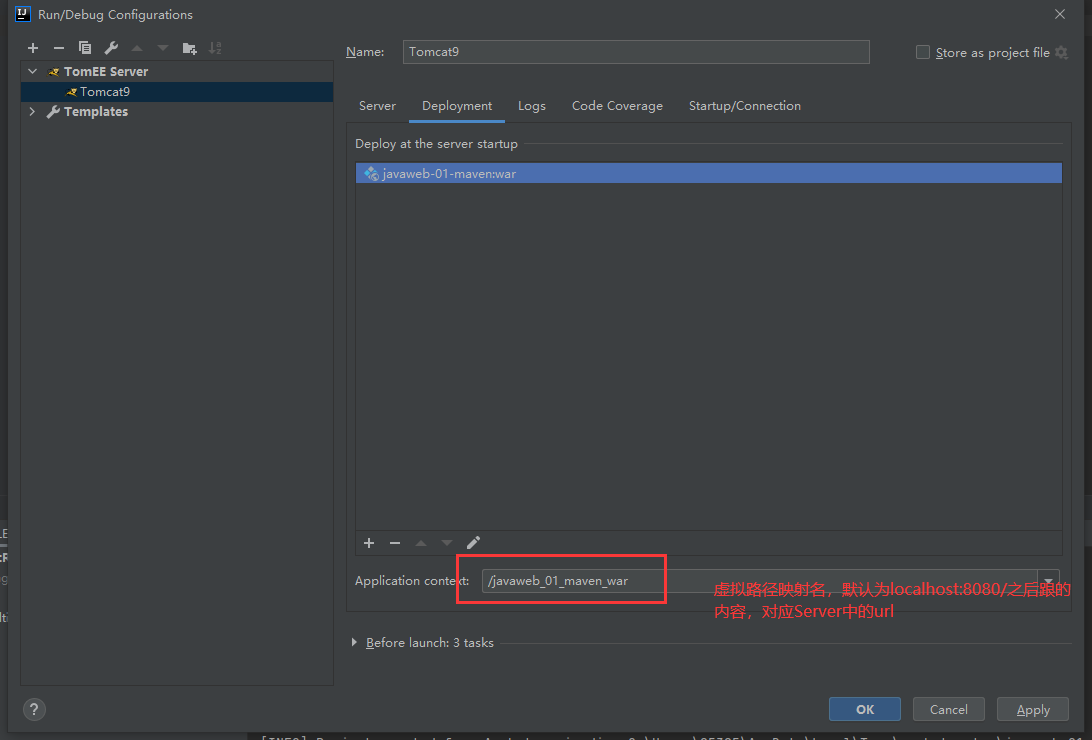 Run/Debug Configurations
TomEE Server
Tomcat9
Templates
Name: Tomcat9
Store as project file
Server Deployment Logs Code Coverage Startup/Connection
Deploy at the server startup
javaweb-01-maven:war
Application context: /javaweb_01_maven_war
虚拟路径映射名，默认为localhost:8080/之后跟的
内容，对应Server中的url
Before launch: 3 tasks
? OK Cancel Apply